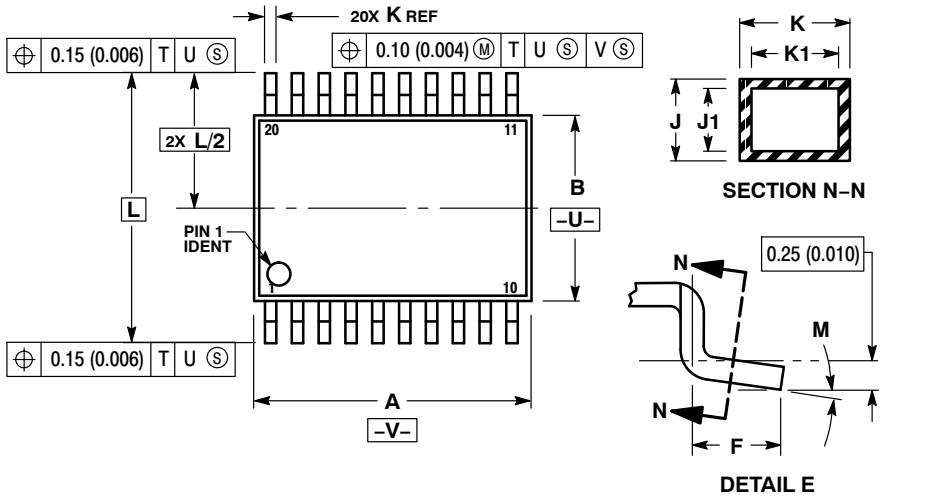 20X K REF
⌖ 0.15 (0.006) T U Ⓢ
⌖ 0.10 (0.004) Ⓜ T U Ⓢ V Ⓢ
K
K1
J
J1
SECTION N–N
2X L/2
20
11
B
–U–
L
PIN 1
IDENT
1
10
⌖ 0.15 (0.006) T U Ⓢ
A
–V–
N
0.25 (0.010)
M
N
F
DETAIL E